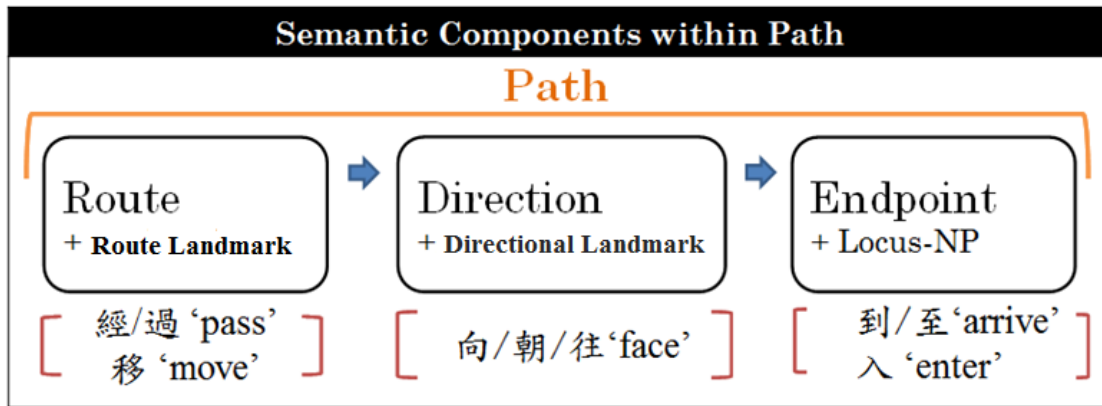 Semantic Components within Path
Path
Route
+ Route Landmark
Direction
+ Directional Landmark
Endpoint
+ Locus-NP
經/過 ‘pass’
移 ‘move’
向/朝/往‘face’
到/至‘arrive’
入 ‘enter’